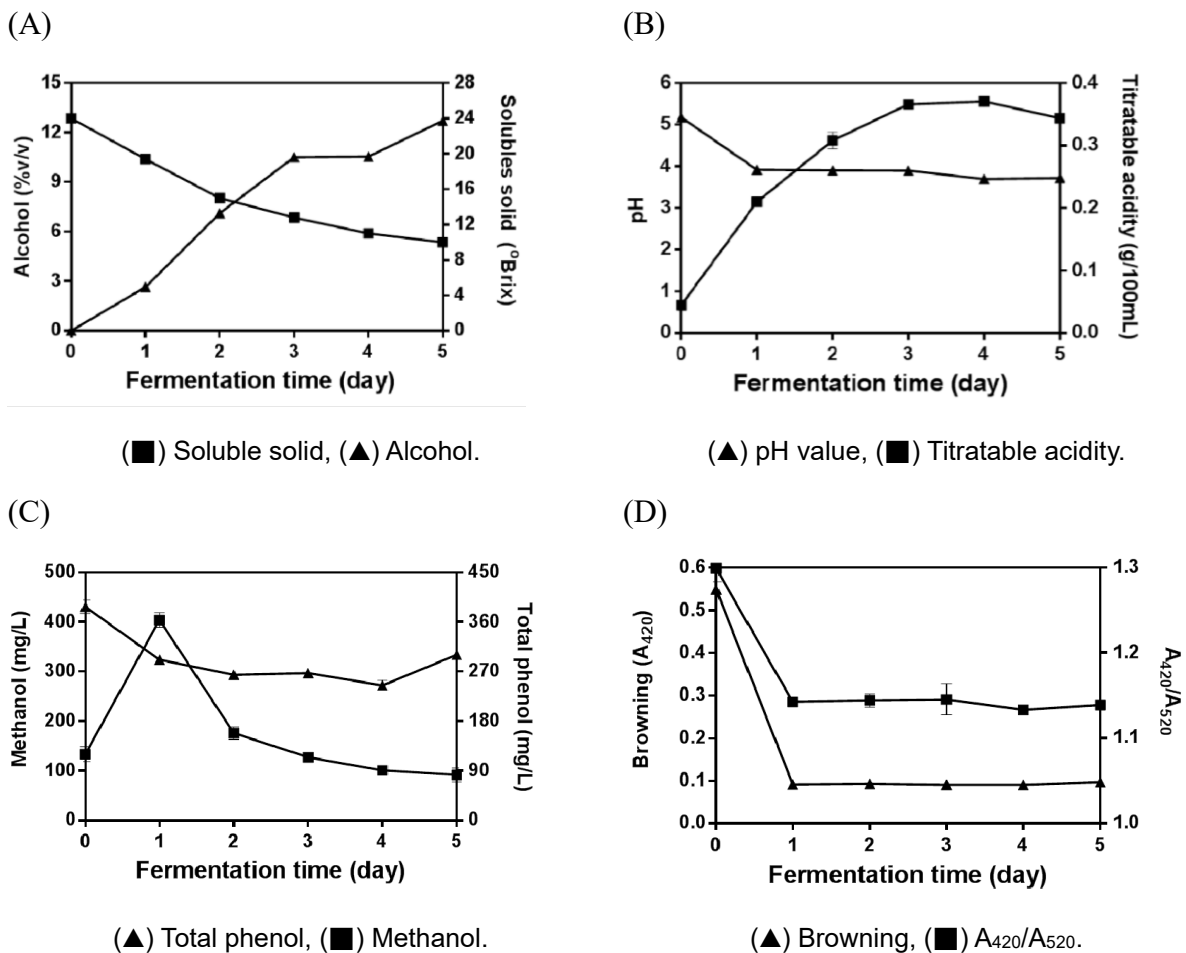 (A)
(B)
15
12
9
6
3
0
Alcohol (%v/v)
28
24
20
16
12
8
4
0
Solubles solid (⁰Brix)
0 1 2 3 4 5
Fermentation time (day)
6
5
4
3
2
1
0
pH
0.4
0.3
0.2
0.1
0.0
Titratable acidity (g/100mL)
0 1 2 3 4 5
Fermentation time (day)
(■) Soluble solid, (▲) Alcohol.
(▲) pH value, (■) Titratable acidity.
(C)
(D)
500
400
300
200
100
0
Methanol (mg/L)
450
360
270
180
90
0
Total phenol (mg/L)
0 1 2 3 4 5
Fermentation time (day)
0.6
0.5
0.4
0.3
0.2
0.1
0.0
Browning (A₄₂₀)
1.3
1.2
1.1
1.0
A₄₂₀/A₅₂₀
0 1 2 3 4 5
Fermentation time (day)
(▲) Total phenol, (■) Methanol.
(▲) Browning, (■) A₄₂₀/A₅₂₀.